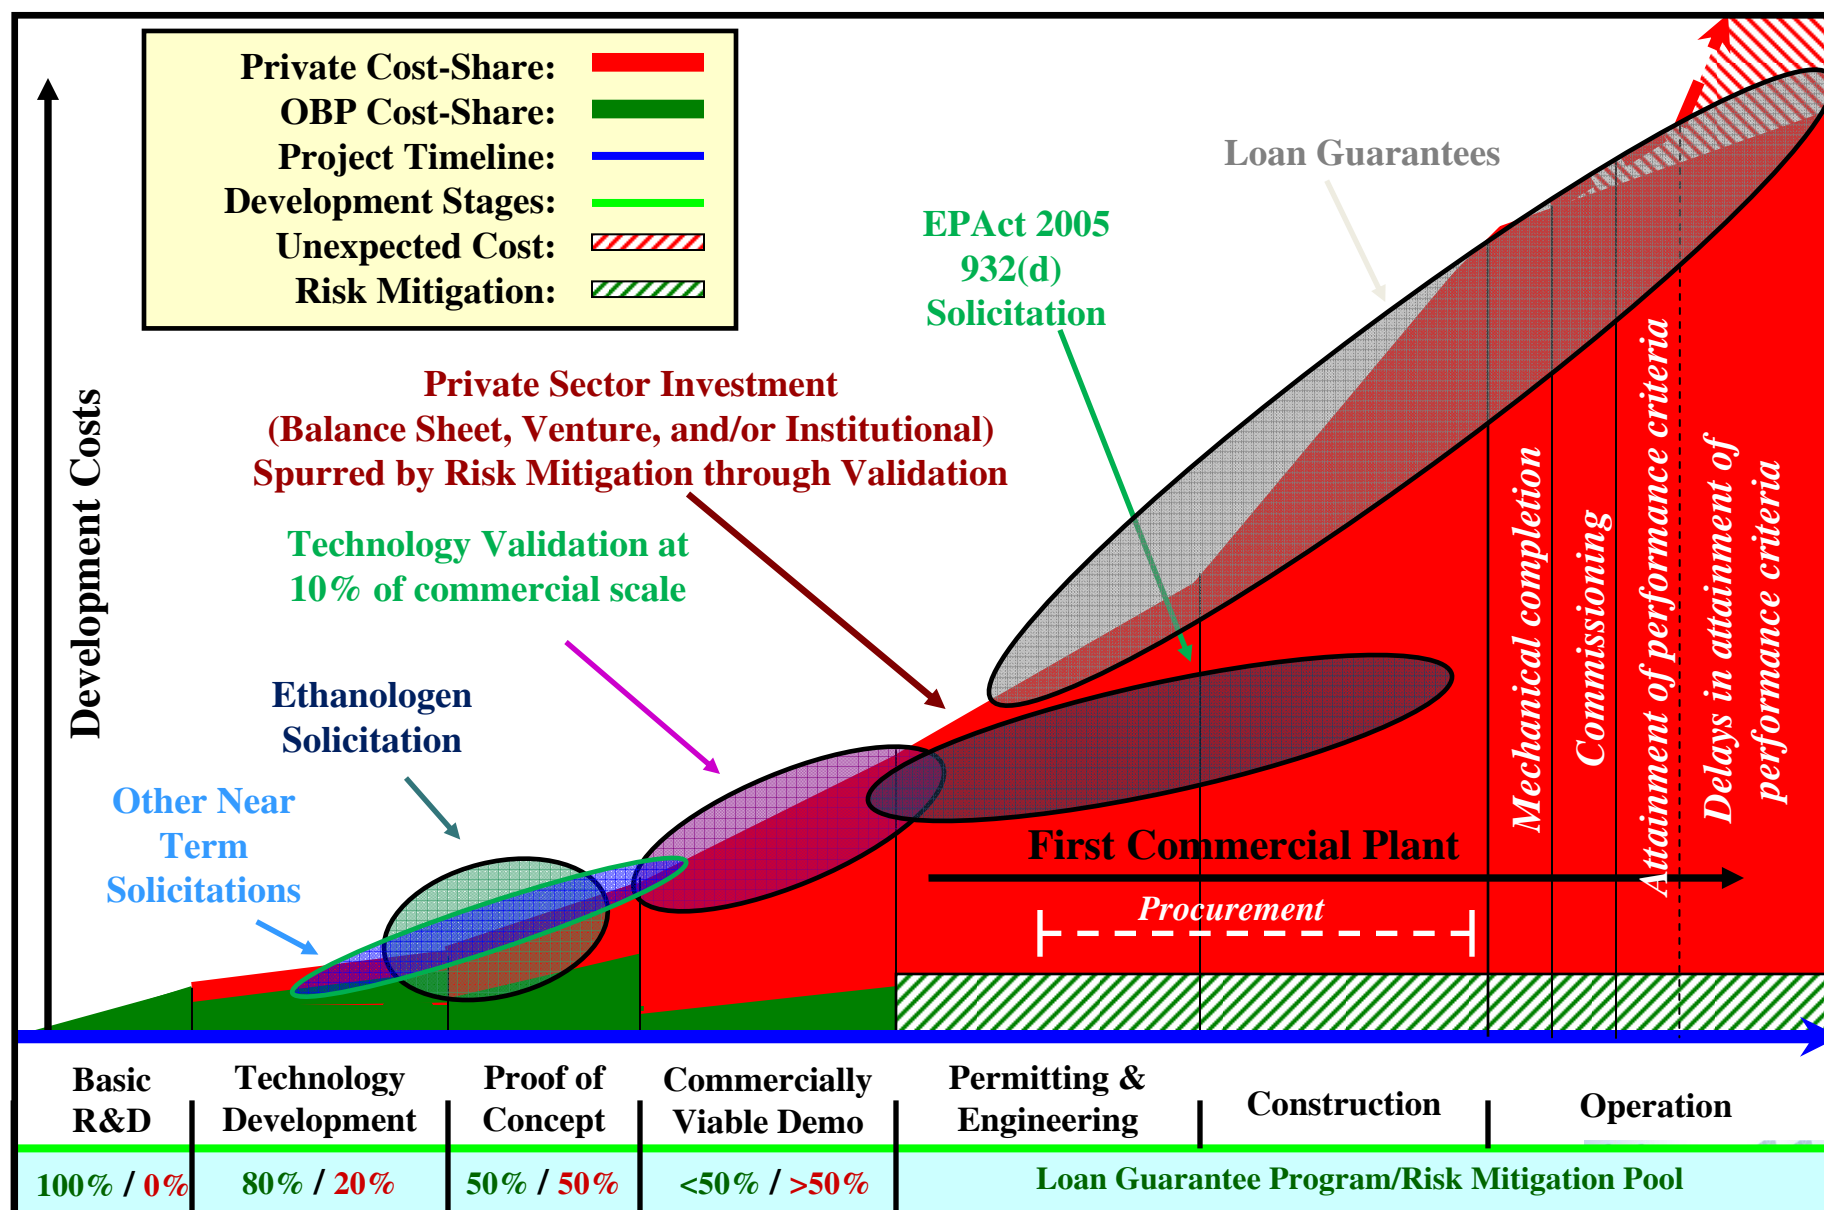 Private Cost-Share:
OBP Cost-Share:
Project Timeline:
Development Stages:
Unexpected Cost:
Risk Mitigation:
Development Costs
Loan Guarantees
EPAct 2005
932(d)
Solicitation
Private Sector Investment
(Balance Sheet, Venture, and/or Institutional)
Spurred by Risk Mitigation through Validation
Technology Validation at
10% of commercial scale
Ethanologen
Solicitation
Other Near
Term
Solicitations
First Commercial Plant
Procurement
Mechanical completion
Commissioning
Attainment of performance criteria
Delays in attainment of
performance criteria
Basic
R&D
Technology
Development
Proof of
Concept
Commercially
Viable Demo
Permitting &
Engineering
Construction
Operation
100% / 0%
80% / 20%
50% / 50%
<50% / >50%
Loan Guarantee Program/Risk Mitigation Pool